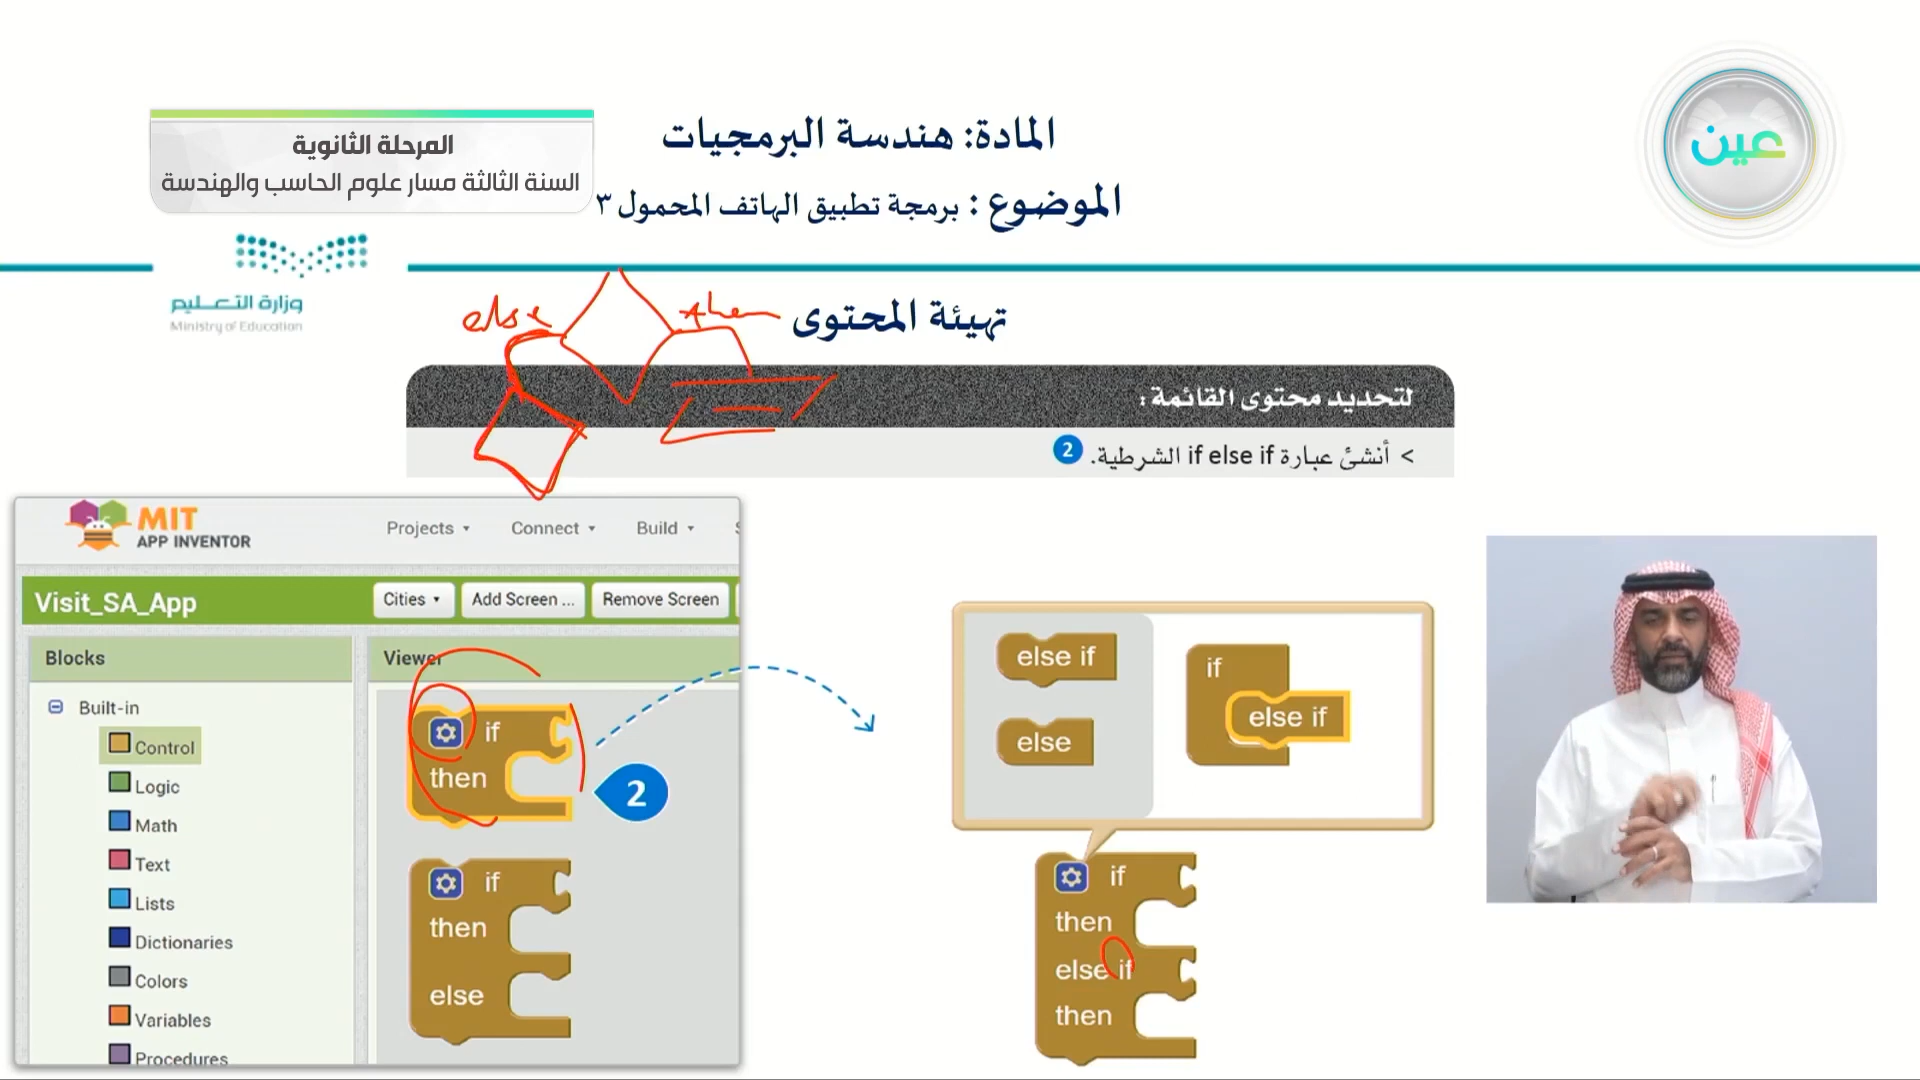 المرحلة الثانوية
السنة الثالثة مسار علوم الحاسب والهندسة
المادة: هندسة البرمجيات
الموضوع : برمجة تطبيق الهاتف المحمول ٣
عين
وزارة التعليم
Ministry of Education
تهيئة المحتوى
else
then
لتحديد محتوى القائمة:
> أنشئ عبارة if else if الشرطية. 2
MIT
APP INVENTOR
Projects
Connect
Build
Visit_SA_App
Cities
Add Screen ...
Remove Screen
Blocks
Viewer
Built-in
Control
Logic
Math
Text
Lists
Dictionaries
Colors
Variables
Procedures
if
then
2
if
then
else
else if
else
if
else if
if
then
else if
then